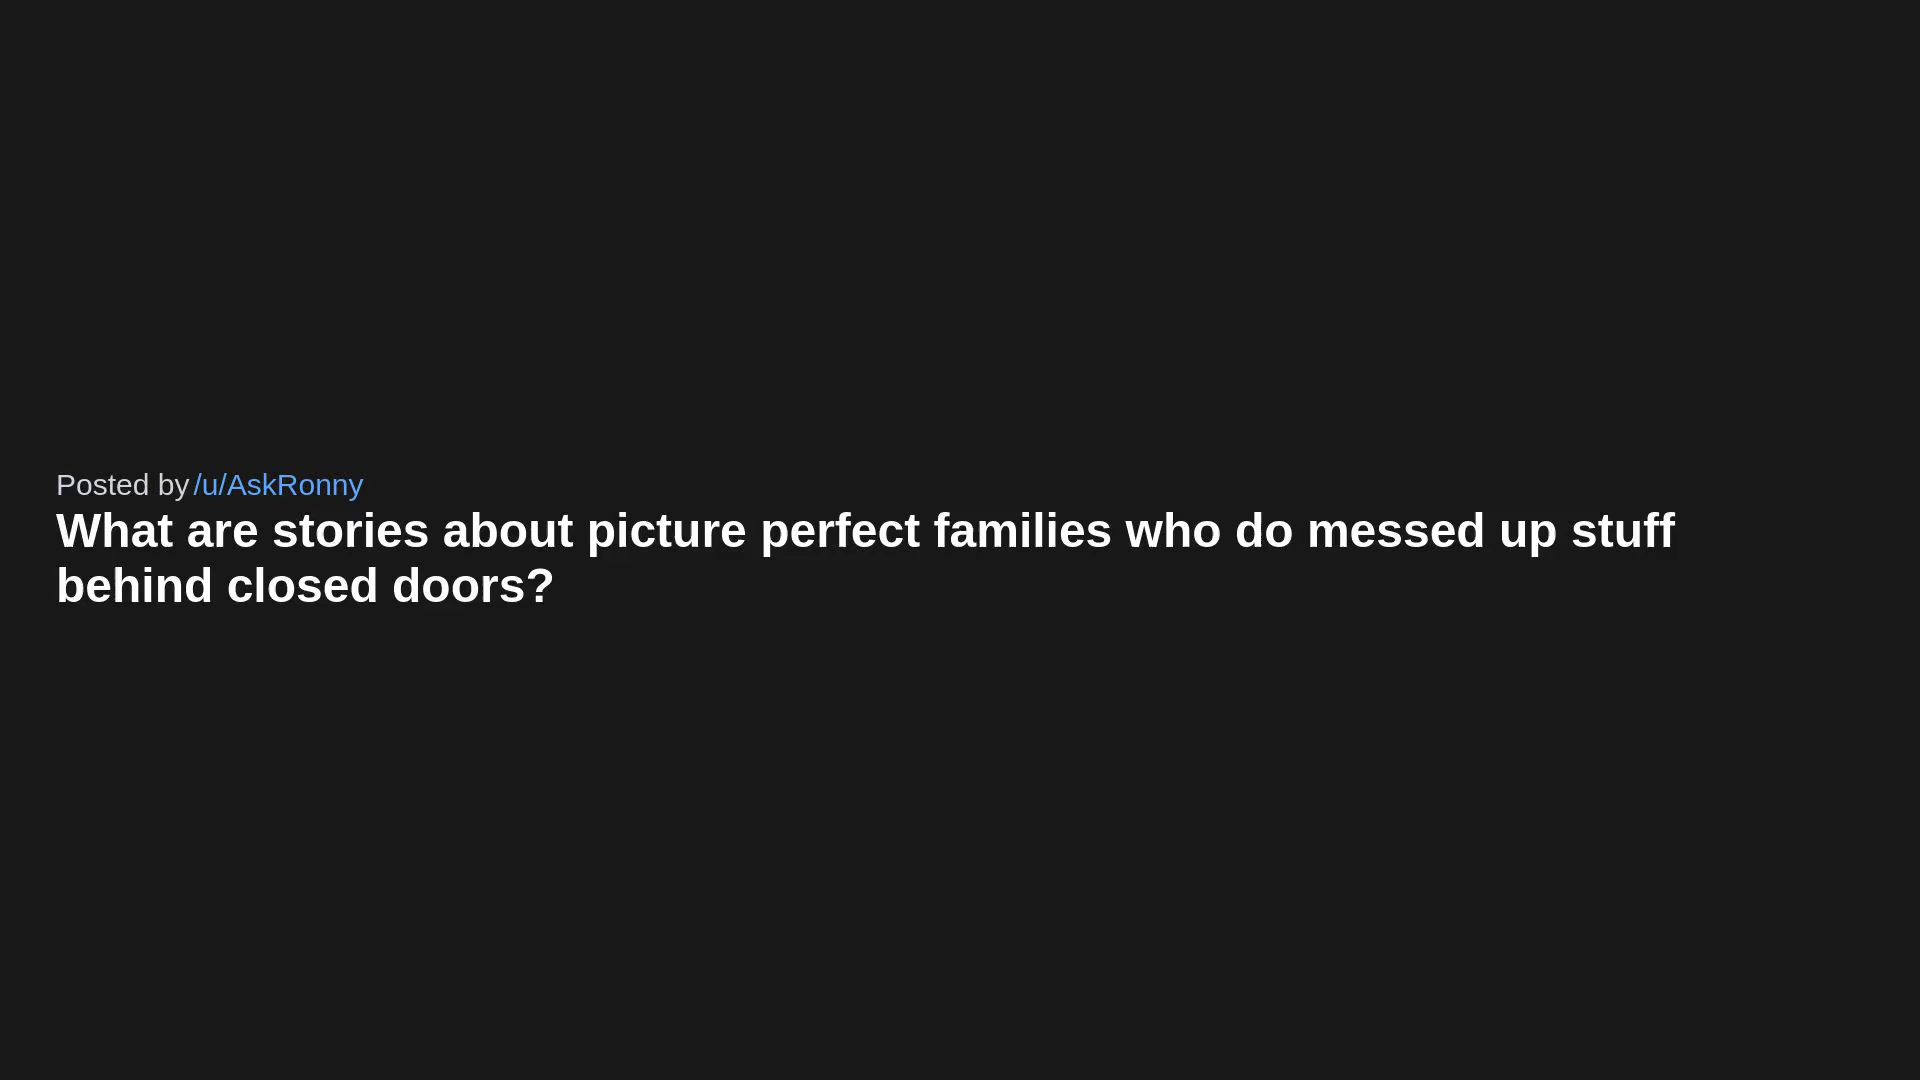 Posted by /u/AskRonny
What are stories about picture perfect families who do messed up stuff
behind closed doors?